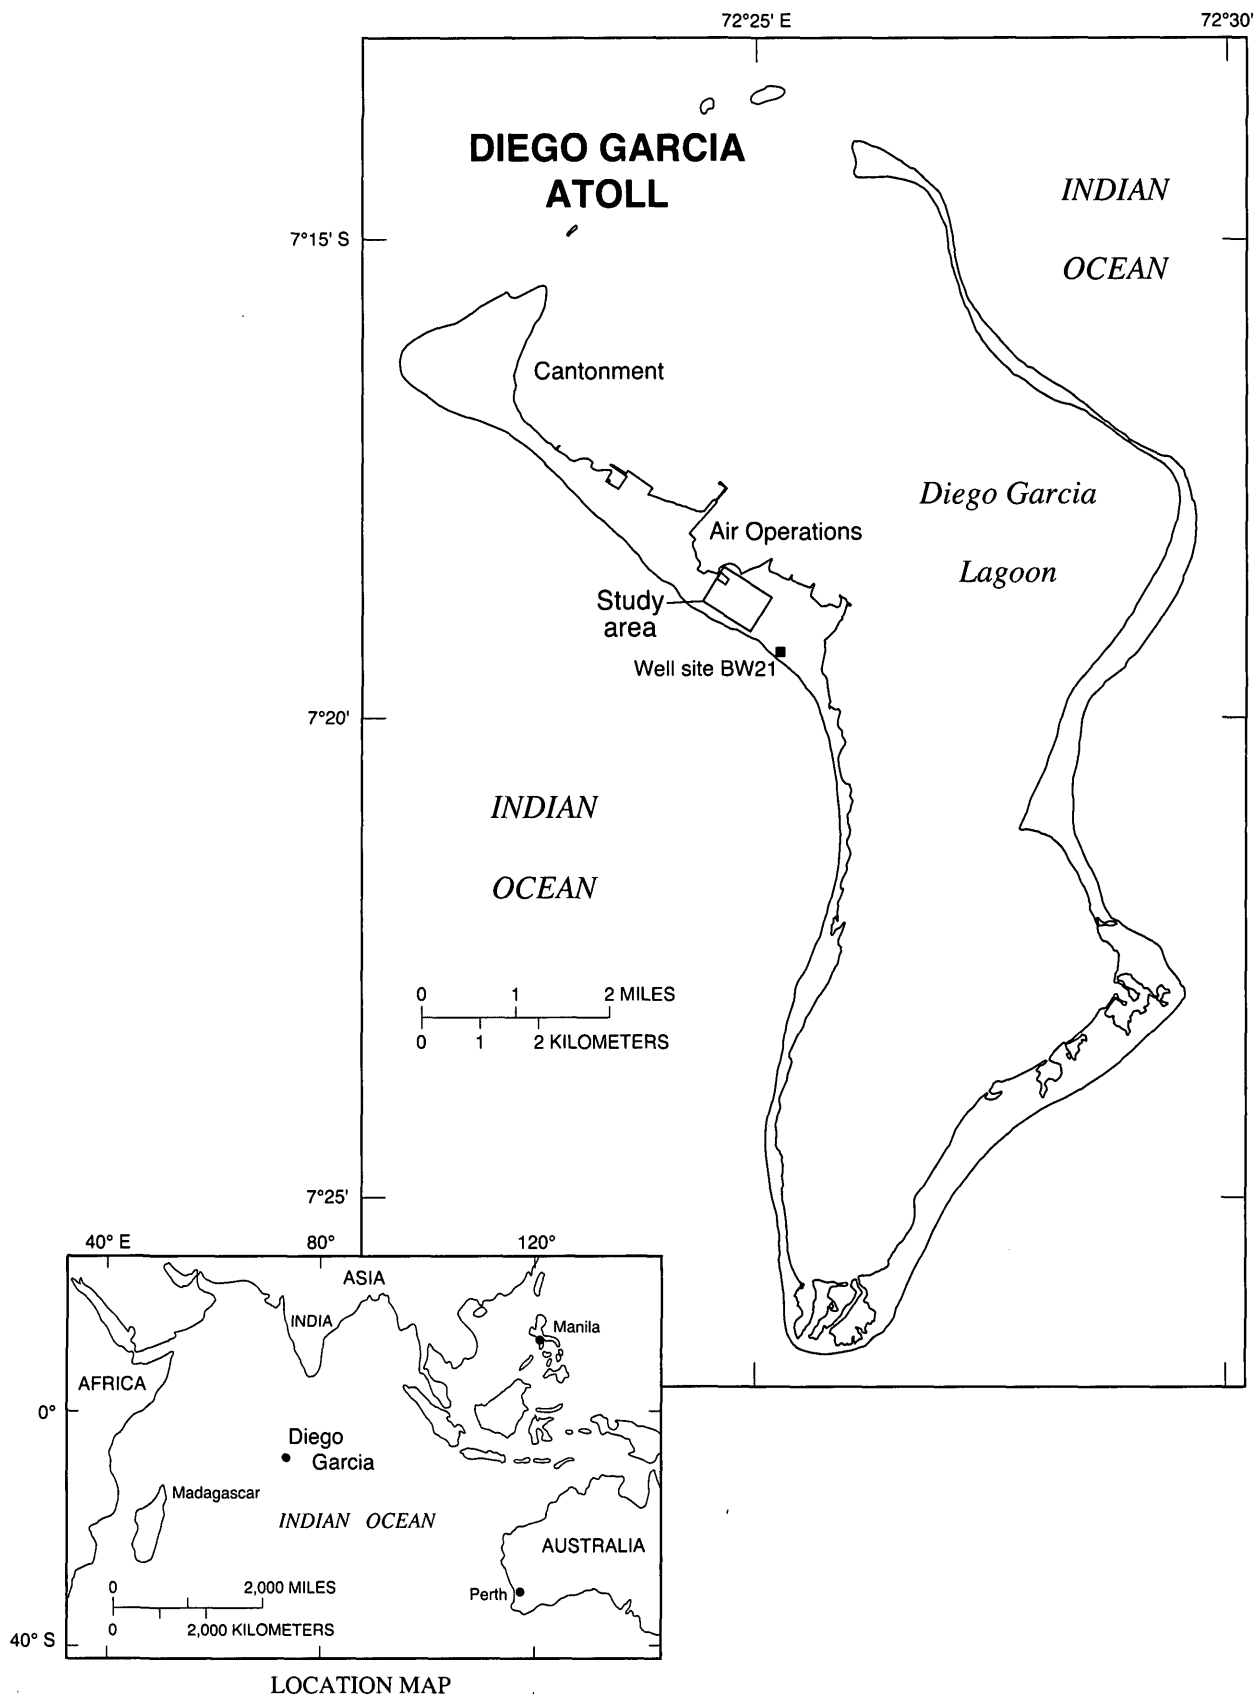 72°25' E
72°30'
DIEGO GARCIA
ATOLL
INDIAN
OCEAN
7°15' S
Cantonment
Diego Garcia
Lagoon
Air Operations
Study
area
Well site BW21
7°20'
INDIAN
OCEAN
0 1 2 MILES
0 1 2 KILOMETERS
7°25'
40° E 80° 120°
ASIA
INDIA
Manila
AFRICA
0°
Diego
Garcia
Madagascar
INDIAN OCEAN
AUSTRALIA
Perth
0 2,000 MILES
0 2,000 KILOMETERS
40° S
LOCATION MAP